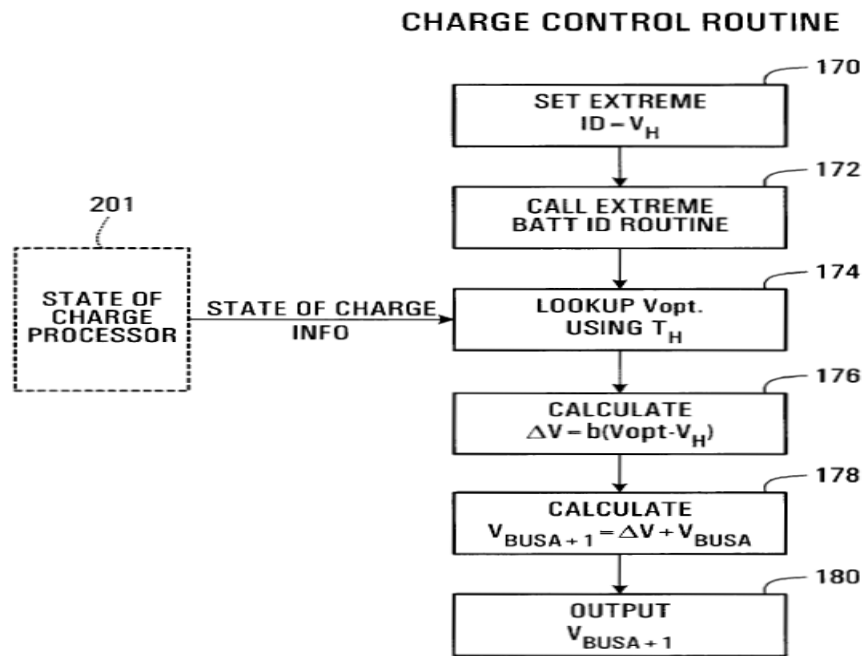 CHARGE CONTROL ROUTINE
170
SET EXTREME
ID – V_H
172
CALL EXTREME
BATT ID ROUTINE
201
174
STATE OF
CHARGE
PROCESSOR
STATE OF CHARGE
INFO
LOOKUP Vopt.
USING T_H
176
CALCULATE
ΔV = b(Vopt-V_H)
178
CALCULATE
V_BUSA+1 = ΔV + V_BUSA
180
OUTPUT
V_BUSA+1